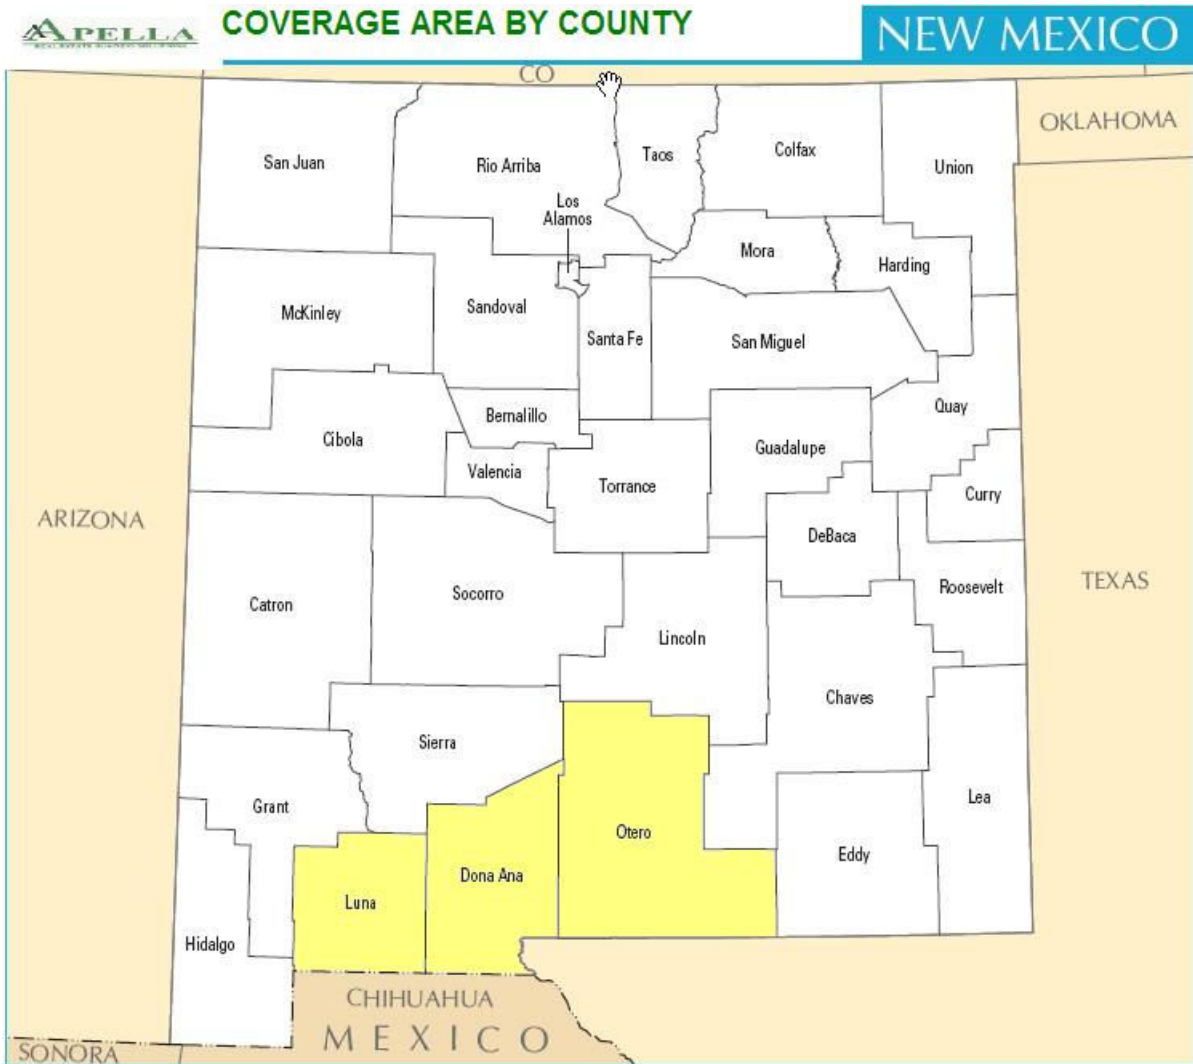 APELLA
COVERAGE AREA BY COUNTY
NEW MEXICO
CO
OKLAHOMA
San Juan
Rio Arriba
Taos
Colfax
Union
Los
Alamos
Mora
Harding
McKinley
Sandoval
Santa Fe
San Miguel
Quay
Bernalillo
Cibola
Guadalupe
Valencia
Torrance
Curry
ARIZONA
DeBaca
TEXAS
Roosevelt
Catron
Socorro
Lincoln
Chaves
Sierra
Grant
Lea
Otero
Eddy
Dona Ana
Luna
Hidalgo
CHIHUAHUA
MEXICO
SONORA